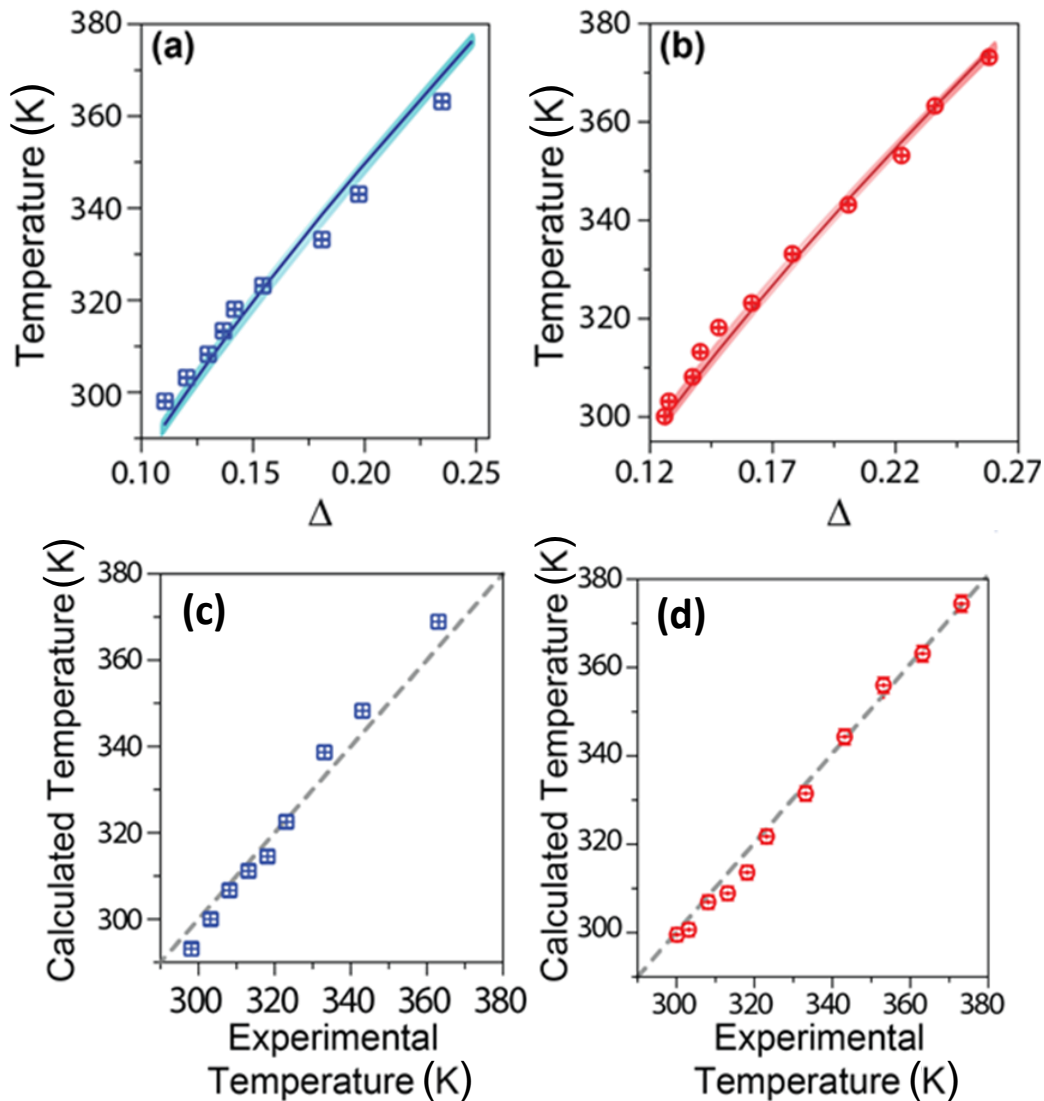 (a)
Temperature (K)
380
360
340
320
300
0.10 0.15 0.20 0.25
Δ
(b)
Temperature (K)
380
360
340
320
300
0.12 0.17 0.22 0.27
Δ
(c)
Calculated Temperature (K)
380
360
340
320
300
300 320 340 360 380
Experimental
Temperature (K)
(d)
Calculated Temperature (K)
380
360
340
320
300
300 320 340 360 380
Experimental
Temperature (K)